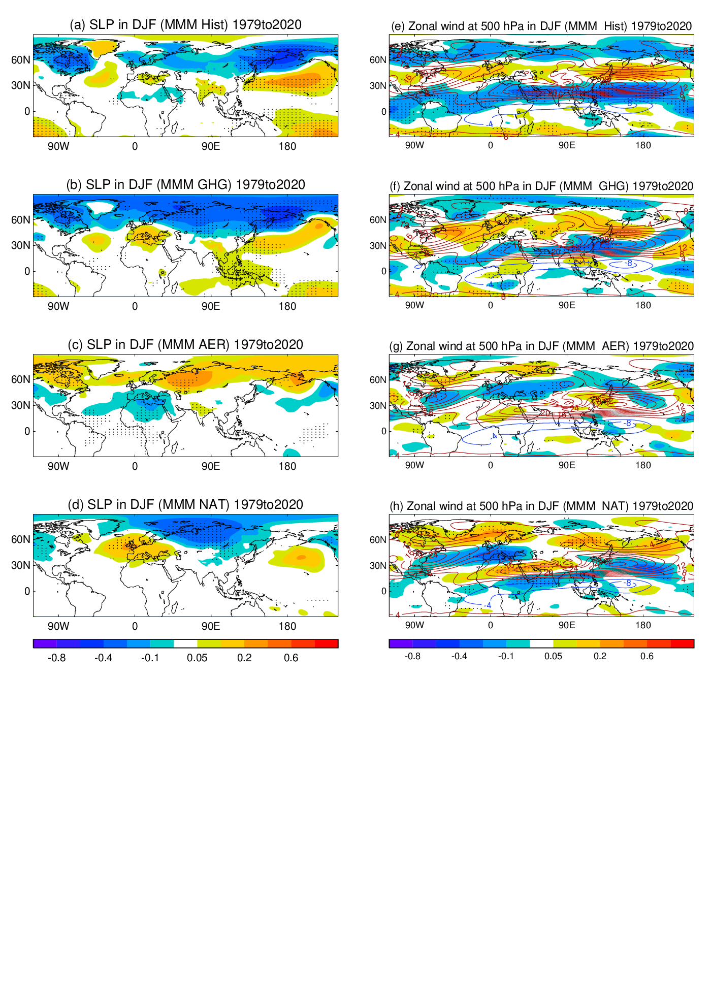 (a) SLP in DJF (MMM Hist) 1979to2020
60N
30N
0
90W 0 90E 180
(e) Zonal wind at 500 hPa in DJF (MMM Hist) 1979to2020
60N
30N
0
90W 0 90E 180
(b) SLP in DJF (MMM GHG) 1979to2020
60N
30N
0
90W 0 90E 180
(f) Zonal wind at 500 hPa in DJF (MMM GHG) 1979to2020
60N
30N
0
90W 0 90E 180
(c) SLP in DJF (MMM AER) 1979to2020
60N
30N
0
90W 0 90E 180
(g) Zonal wind at 500 hPa in DJF (MMM AER) 1979to2020
60N
30N
0
90W 0 90E 180
(d) SLP in DJF (MMM NAT) 1979to2020
60N
30N
0
90W 0 90E 180
(h) Zonal wind at 500 hPa in DJF (MMM NAT) 1979to2020
60N
30N
0
90W 0 90E 180
-0.8 -0.4 -0.1 0.05 0.2 0.6
-0.8 -0.4 -0.1 0.05 0.2 0.6